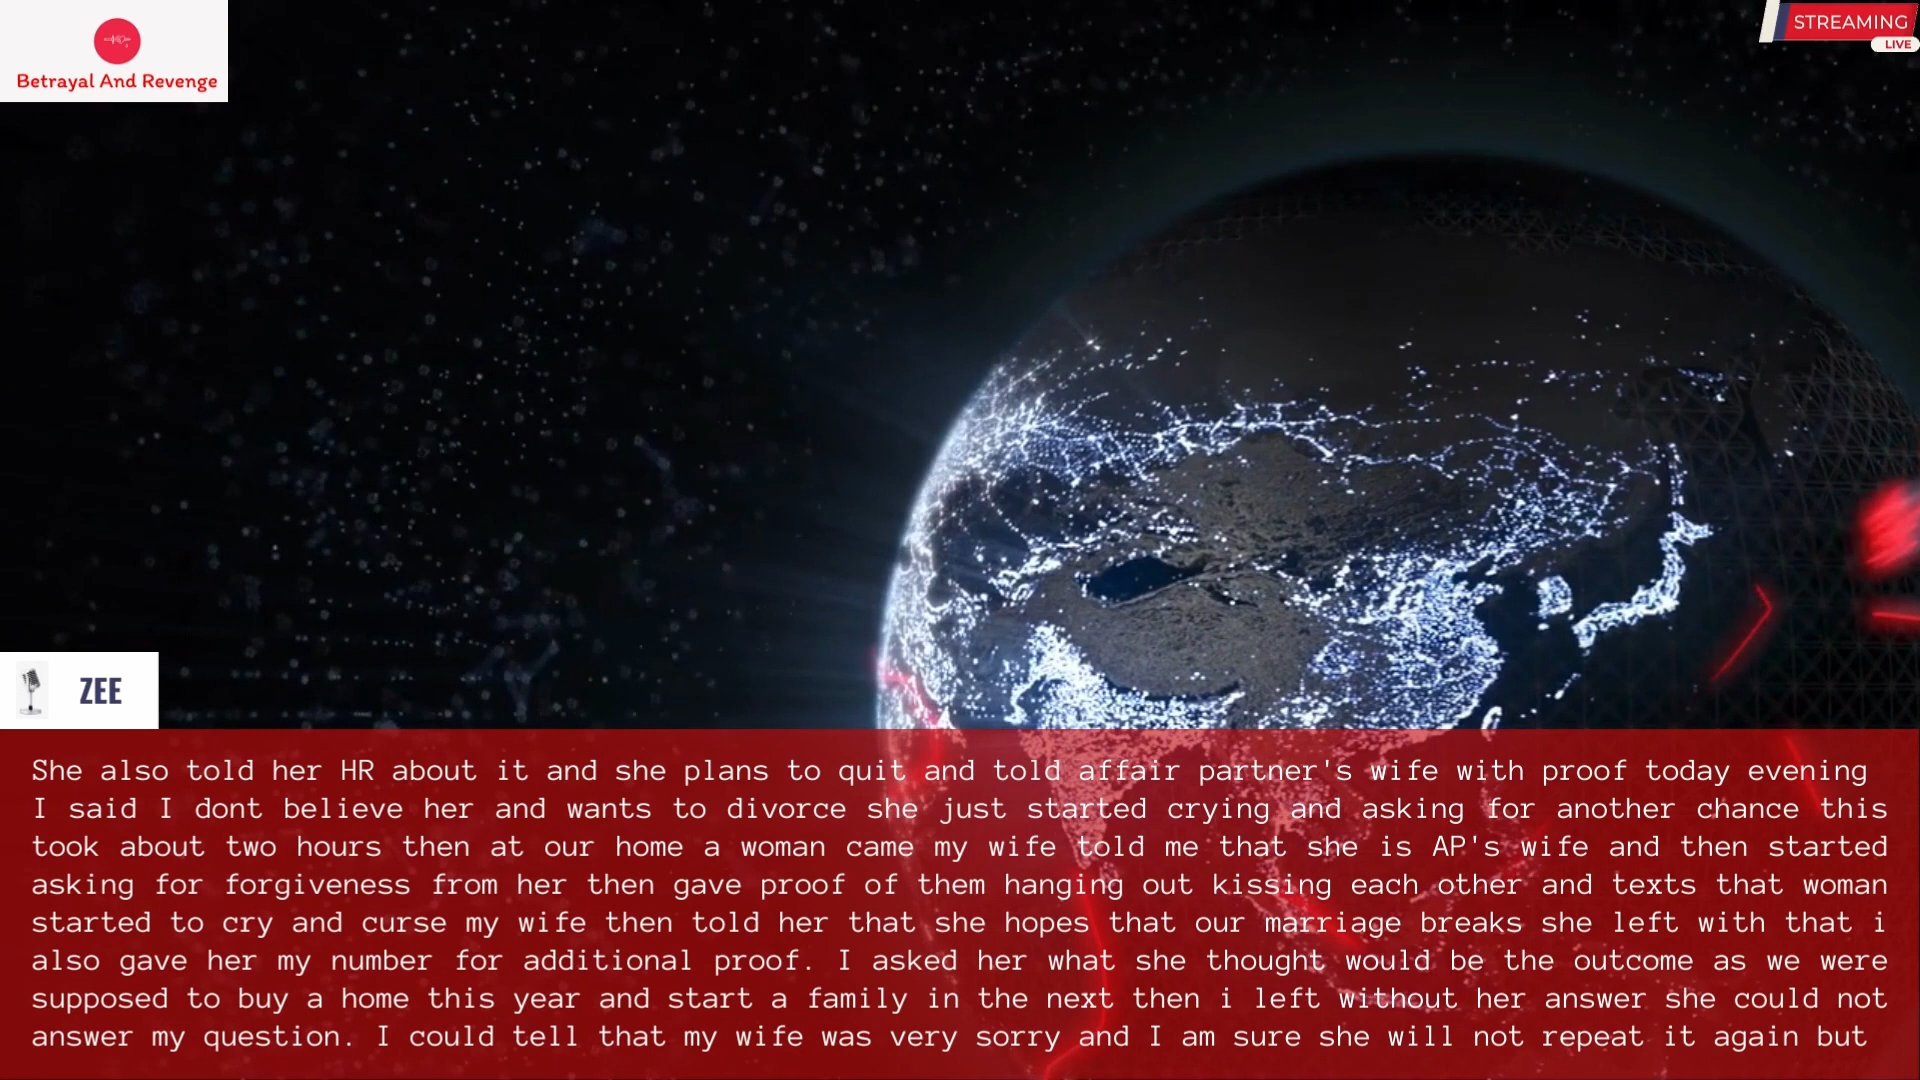 Betrayal And Revenge
STREAMING
LIVE
ZEE
She also told her HR about it and she plans to quit and told affair partner's wife with proof today evening
I said I dont believe her and wants to divorce she just started crying and asking for another chance this
took about two hours then at our home a woman came my wife told me that she is AP's wife and then started
asking for forgiveness from her then gave proof of them hanging out kissing each other and texts that woman
started to cry and curse my wife then told her that she hopes that our marriage breaks she left with that i
also gave her my number for additional proof. I asked her what she thought would be the outcome as we were
supposed to buy a home this year and start a family in the next then i left without her answer she could not
answer my question. I could tell that my wife was very sorry and I am sure she will not repeat it again but